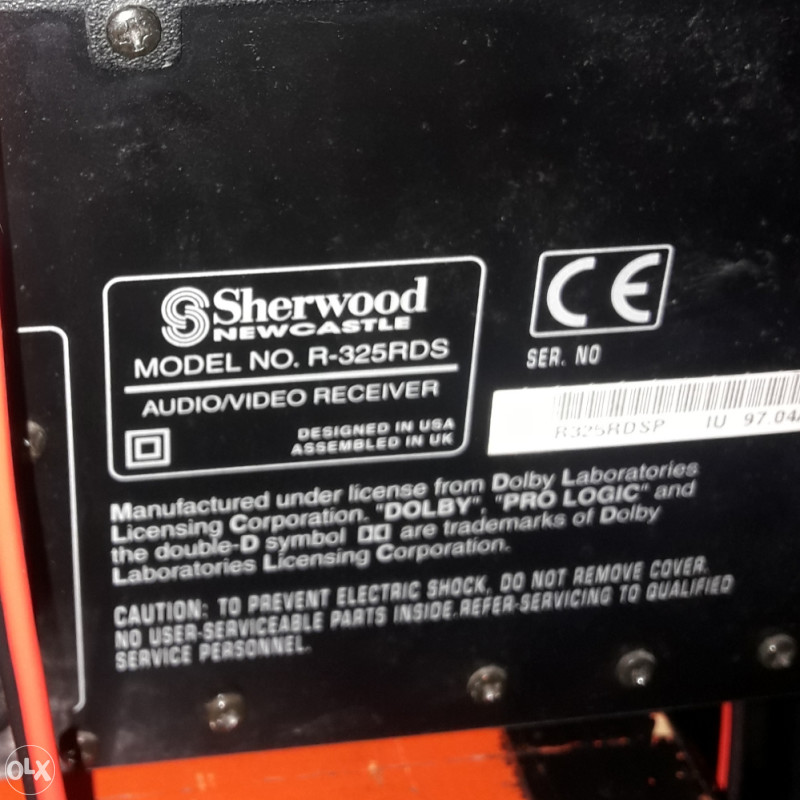 Sherwood
NEWCASTLE
MODEL NO. R-325RDS
AUDIO/VIDEO RECEIVER
DESIGNED IN USA
ASSEMBLED IN UK
CE
SER. NO
R325RDSP IU 97.04
Manufactured under license from Dolby Laboratories
Licensing Corporation. "DOLBY", "PRO LOGIC" and
the double-D symbol are trademarks of Dolby
Laboratories Licensing Corporation.
CAUTION: TO PREVENT ELECTRIC SHOCK, DO NOT REMOVE COVER.
NO USER-SERVICEABLE PARTS INSIDE. REFER-SERVICING TO QUALIFIED
SERVICE PERSONNEL.
OLX